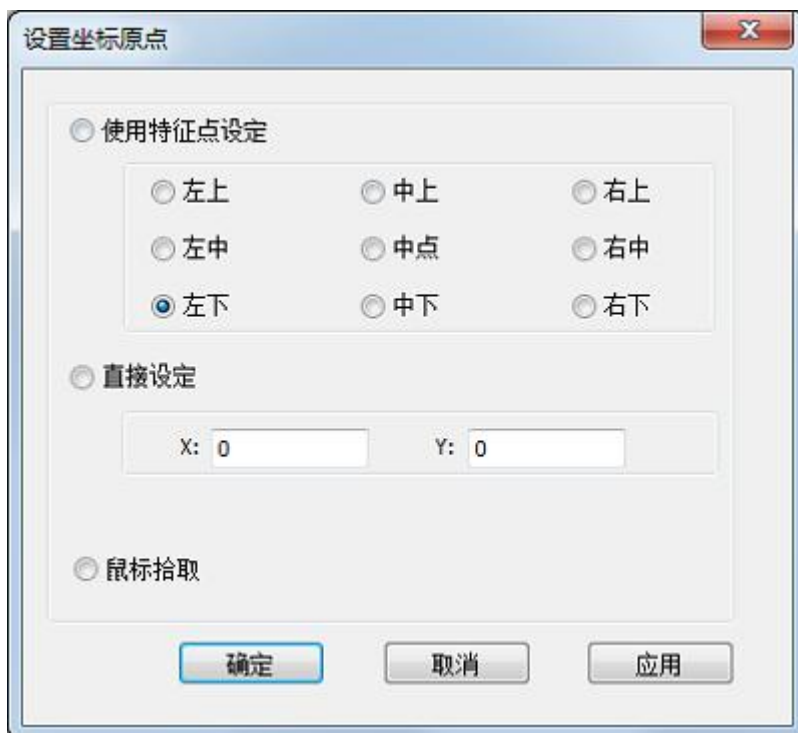 设置坐标原点
使用特征点设定
左上 中上 右上
左中 中点 右中
左下 中下 右下
直接设定
X: 0 Y: 0
鼠标拾取
确定 取消 应用